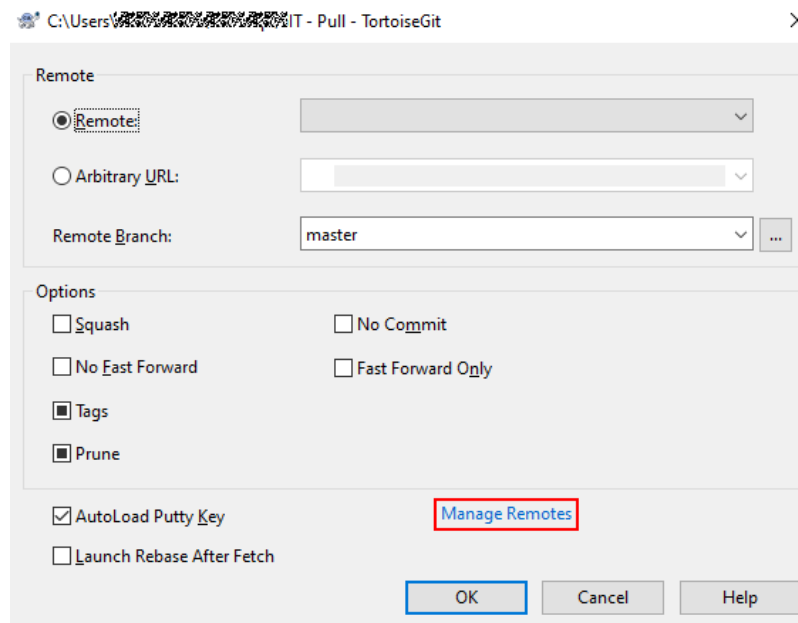 C:\Users\ IT - Pull - TortoiseGit
Remote
Remote:
Arbitrary URL:
Remote Branch: master ...
Options
Squash No Commit
No Fast Forward Fast Forward Only
Tags
Prune
AutoLoad Putty Key Manage Remotes
Launch Rebase After Fetch
OK Cancel Help